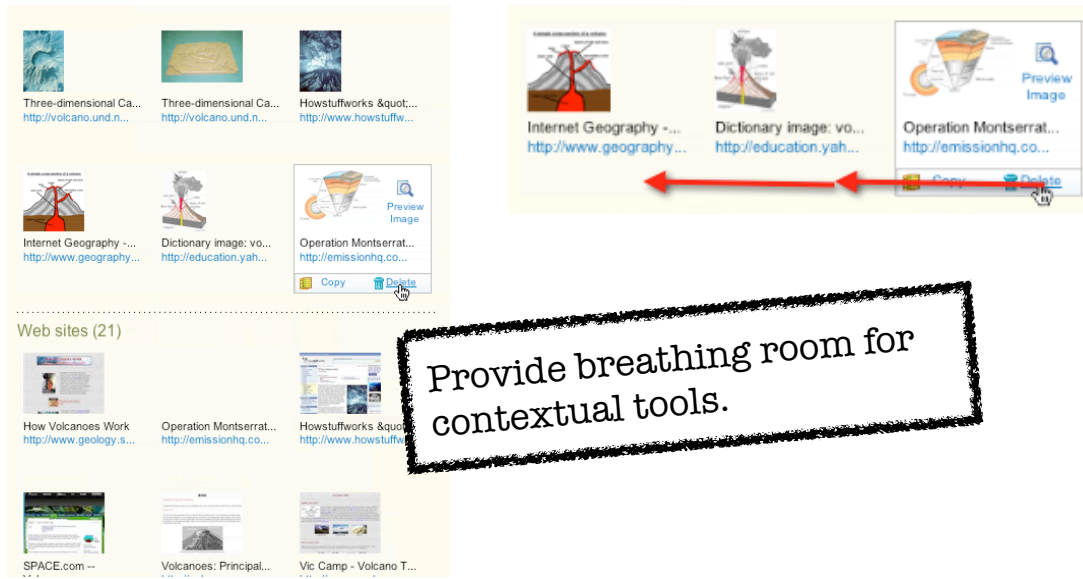 Three-dimensional Ca...
http://volcano.und.n...
Three-dimensional Ca...
http://volcano.und.n...
Howstuffworks &quot;...
http://www.howstuffw...
Internet Geography -...
http://www.geography...
Dictionary image: vo...
http://education.yah...
Preview
Image
Operation Montserrat...
http://emissionhq.co...
Copy
Delete
Web sites (21)
How Volcanoes Work
http://www.geology.s...
Operation Montserrat...
http://emissionhq.co...
Howstuffworks &quo
http://www.howstuffw
SPACE.com --
Volcanoes: Principal...
Vic Camp - Volcano T...
Internet Geography -...
http://www.geography...
Dictionary image: vo...
http://education.yah...
Preview
Image
Operation Montserrat...
http://emissionhq.co...
Copy
Delete
Provide breathing room for
contextual tools.